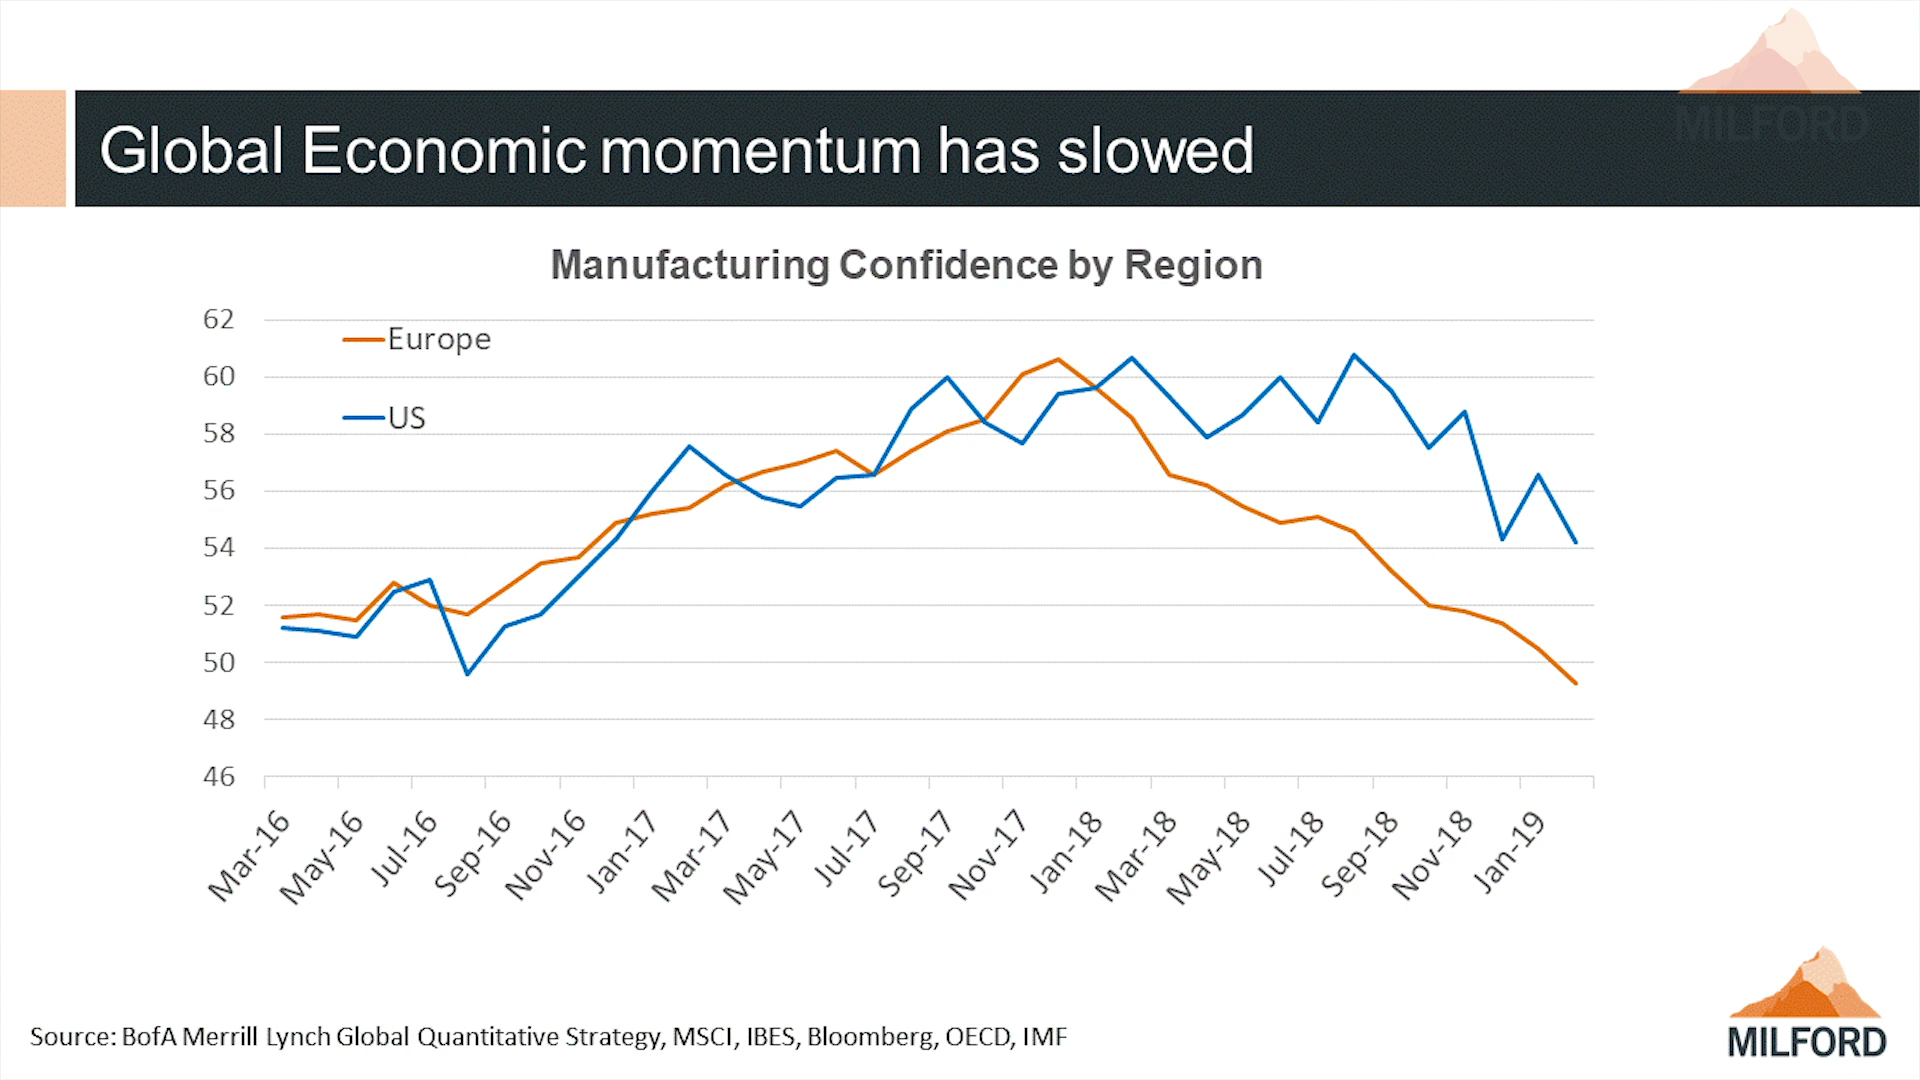 MILFORD
Global Economic momentum has slowed
Manufacturing Confidence by Region
62
60
58
56
54
52
50
48
46
Europe
US
Mar-16
May-16
Jul-16
Sep-16
Nov-16
Jan-17
Mar-17
May-17
Jul-17
Sep-17
Nov-17
Jan-18
Mar-18
May-18
Jul-18
Sep-18
Nov-18
Jan-19
Source: BofA Merrill Lynch Global Quantitative Strategy, MSCI, IBES, Bloomberg, OECD, IMF
MILFORD